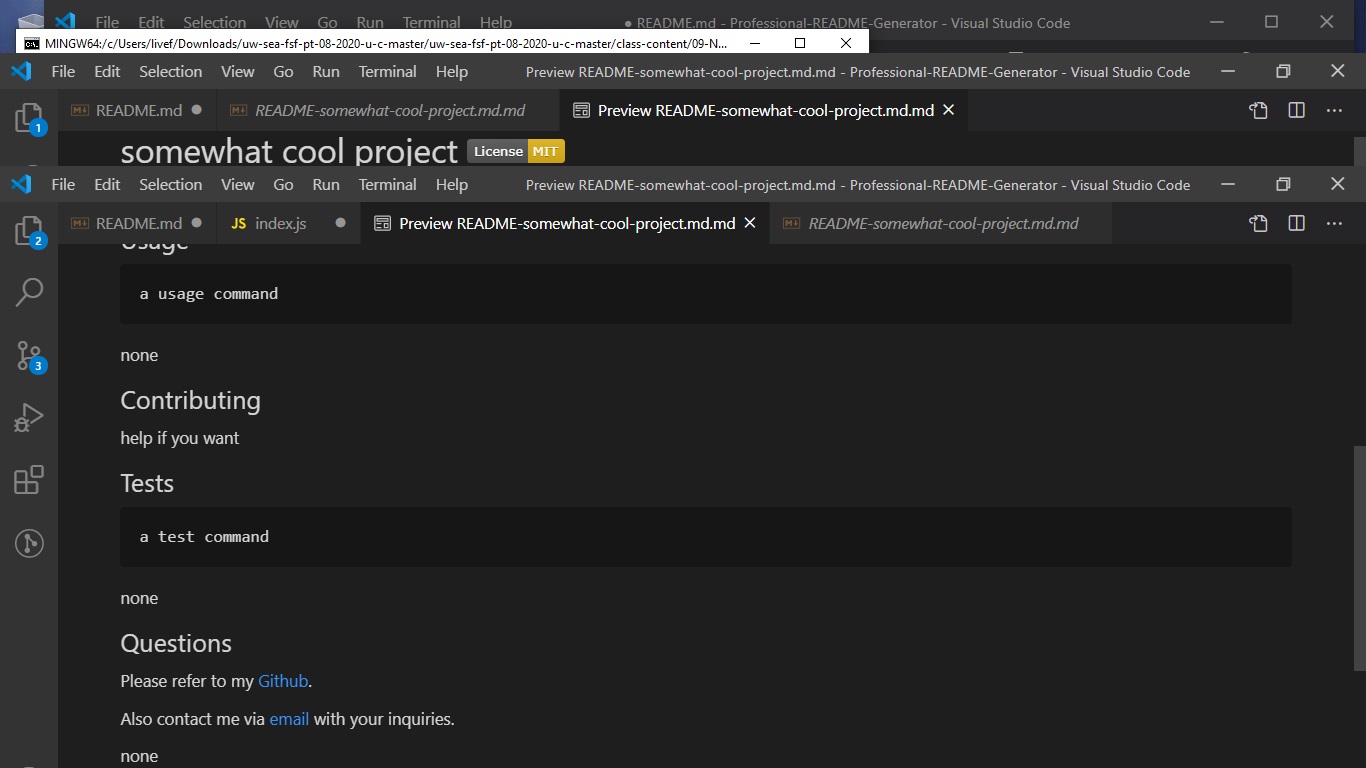 File Edit Selection View Go Run Terminal Help ● README.md - Professional-README-Generator - Visual Studio Code
MINGW64:/c/Users/livef/Downloads/uw-sea-fsf-pt-08-2020-u-c-master/uw-sea-fsf-pt-08-2020-u-c-master/class-content/09-N...
File Edit Selection View Go Run Terminal Help Preview README-somewhat-cool-project.md.md - Professional-README-Generator - Visual Studio Code
README.md ● README-somewhat-cool-project.md.md Preview README-somewhat-cool-project.md.md
1
somewhat cool project License MIT
File Edit Selection View Go Run Terminal Help Preview README-somewhat-cool-project.md.md - Professional-README-Generator - Visual Studio Code
README.md ● JS index.js ● Preview README-somewhat-cool-project.md.md README-somewhat-cool-project.md.md
2
Usage
a usage command
none
3
Contributing
help if you want
Tests
a test command
none
Questions
Please refer to my Github.
Also contact me via email with your inquiries.
none